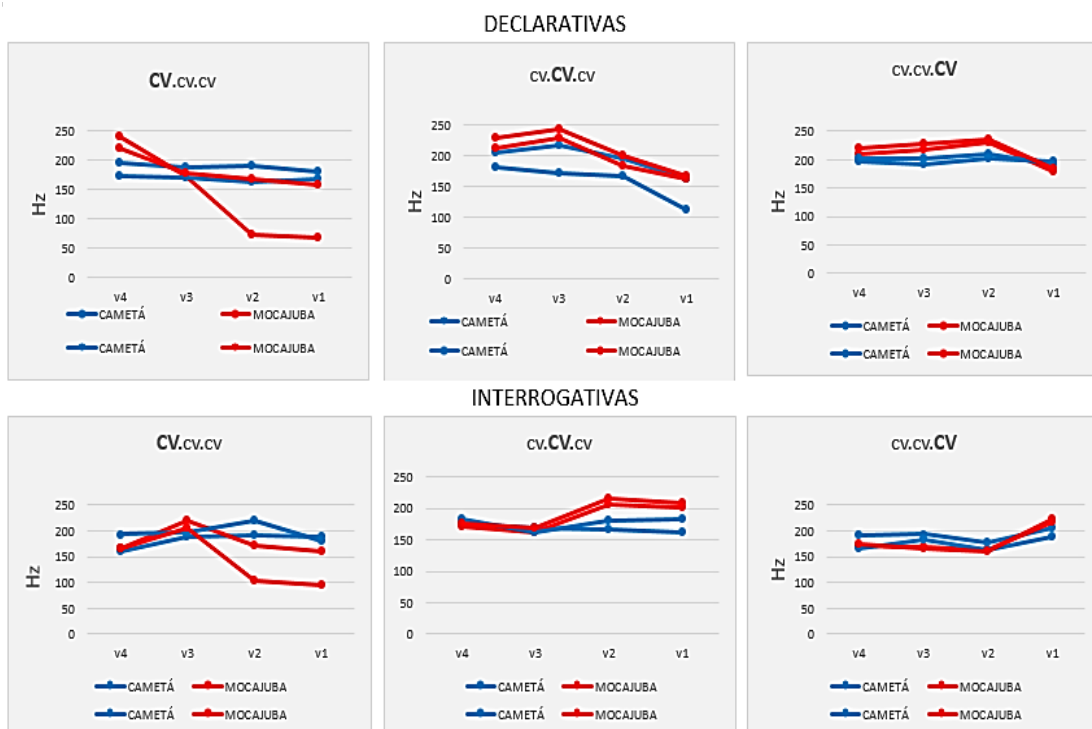 DECLARATIVAS
CV.cv.cv
250
200
150
100
50
0
Hz
v4 v3 v2 v1
CAMETÁ MOCAJUBA
CAMETÁ MOCAJUBA
cv.CV.cv
250
200
150
100
50
0
Hz
v4 v3 v2 v1
CAMETÁ MOCAJUBA
CAMETÁ MOCAJUBA
cv.cv.CV
250
200
150
100
50
0
Hz
v4 v3 v2 v1
CAMETÁ MOCAJUBA
CAMETÁ MOCAJUBA
INTERROGATIVAS
CV.cv.cv
250
200
150
100
50
0
Hz
v4 v3 v2 v1
CAMETÁ MOCAJUBA
CAMETÁ MOCAJUBA
cv.CV.cv
250
200
150
100
50
0
v4 v3 v2 v1
CAMETÁ MOCAJUBA
CAMETÁ MOCAJUBA
cv.cv.CV
250
200
150
100
50
0
Hz
v4 v3 v2 v1
CAMETÁ MOCAJUBA
CAMETÁ MOCAJUBA